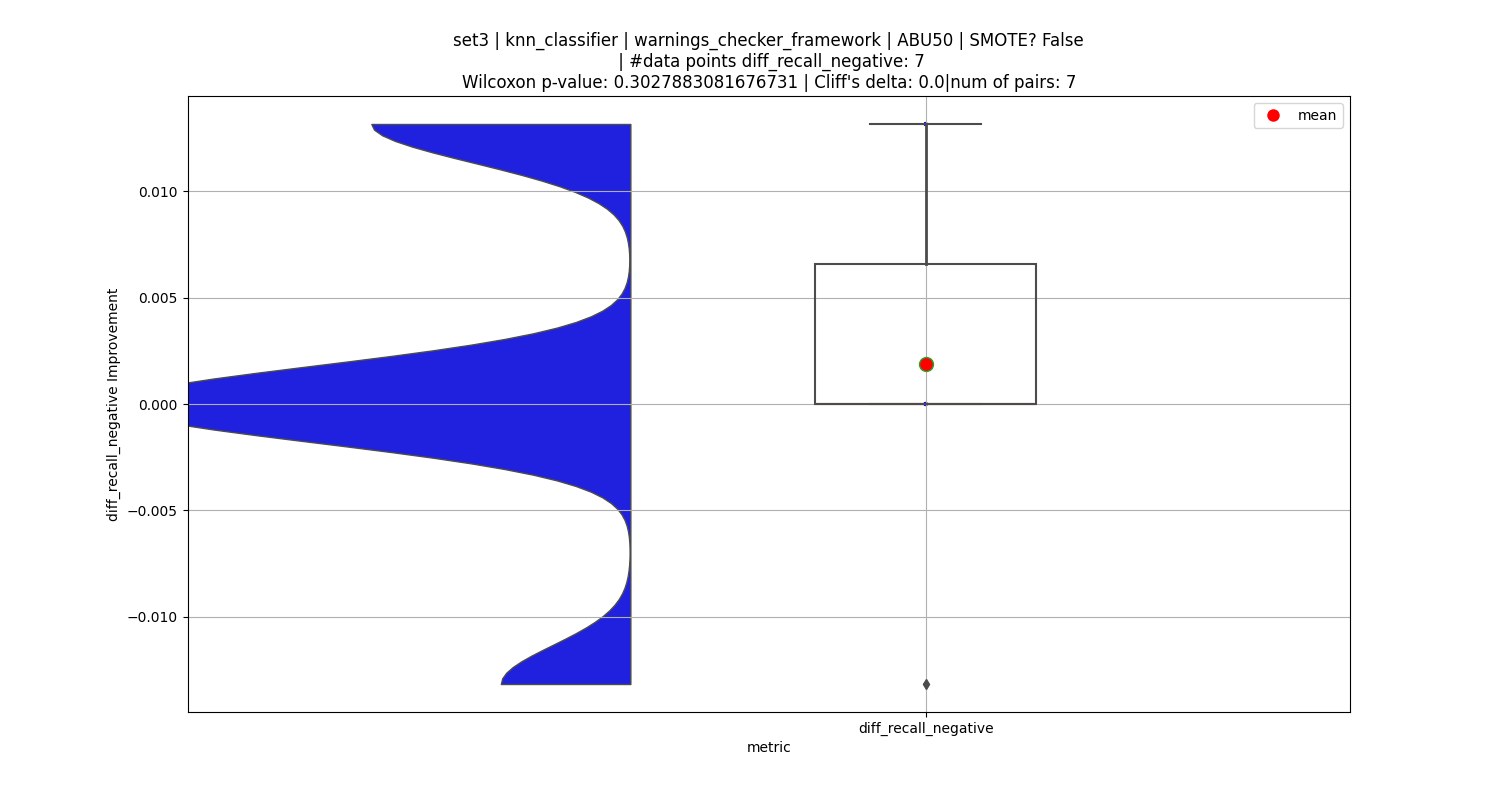 set3 | knn_classifier | warnings_checker_framework | ABU50 | SMOTE? False
| #data points diff_recall_negative: 7
Wilcoxon p-value: 0.3027883081676731 | Cliff's delta: 0.0|num of pairs: 7
mean
0.010
0.005
0.000
−0.005
−0.010
diff_recall_negative Improvement
diff_recall_negative
metric